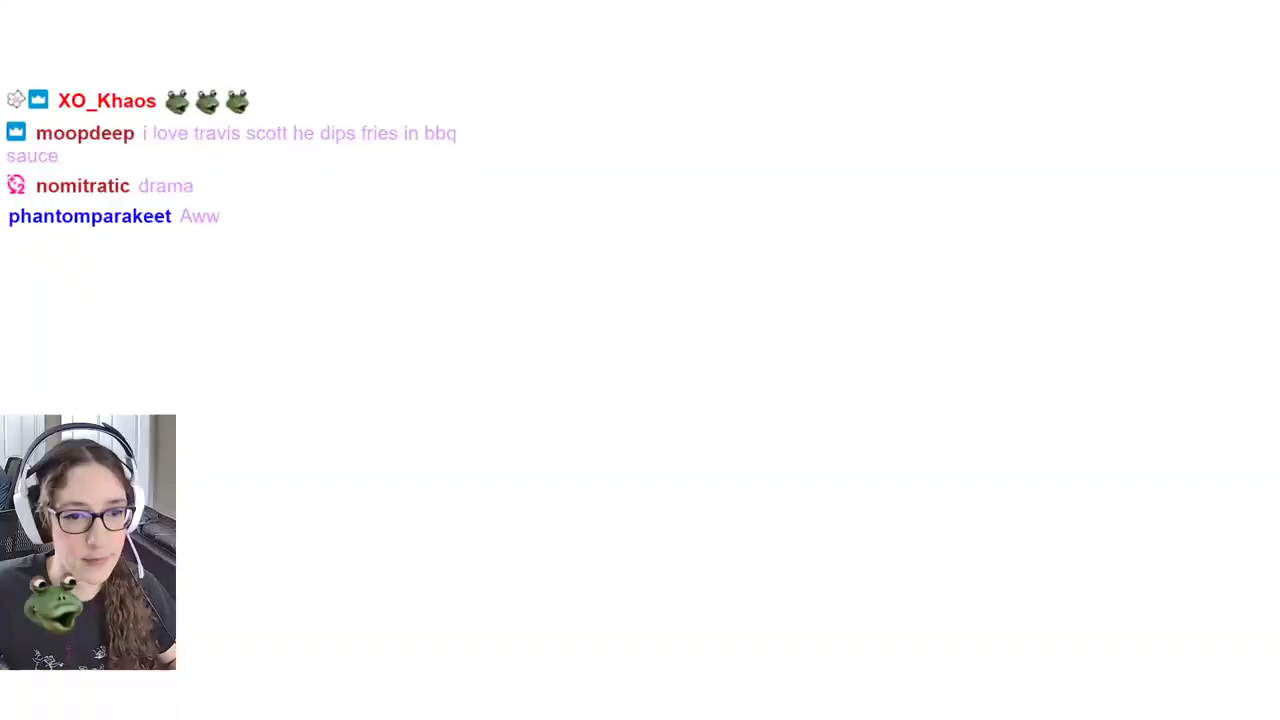 XO_Khaos
moopdeep i love travis scott he dips fries in bbq
sauce
nomitratic drama
phantomparakeet Aww